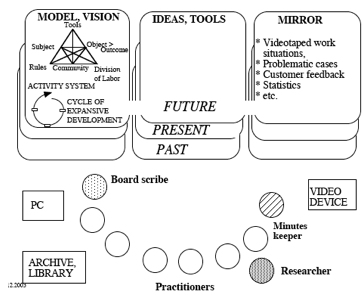 MODEL, VISION
Tools
Subject
Object >
Outcome
Rules
Community
Division
of Labor
ACTIVITY SYSTEM
CYCLE OF
EXPANSIVE
DEVELOPMENT
IDEAS, TOOLS
MIRROR
* Videotaped work
situations,
* Problematic cases
* Customer feedback
* Statistics
* etc.
FUTURE
PRESENT
PAST
Board scribe
PC
VIDEO
DEVICE
Minutes
keeper
ARCHIVE,
LIBRARY
Researcher
Practitioners